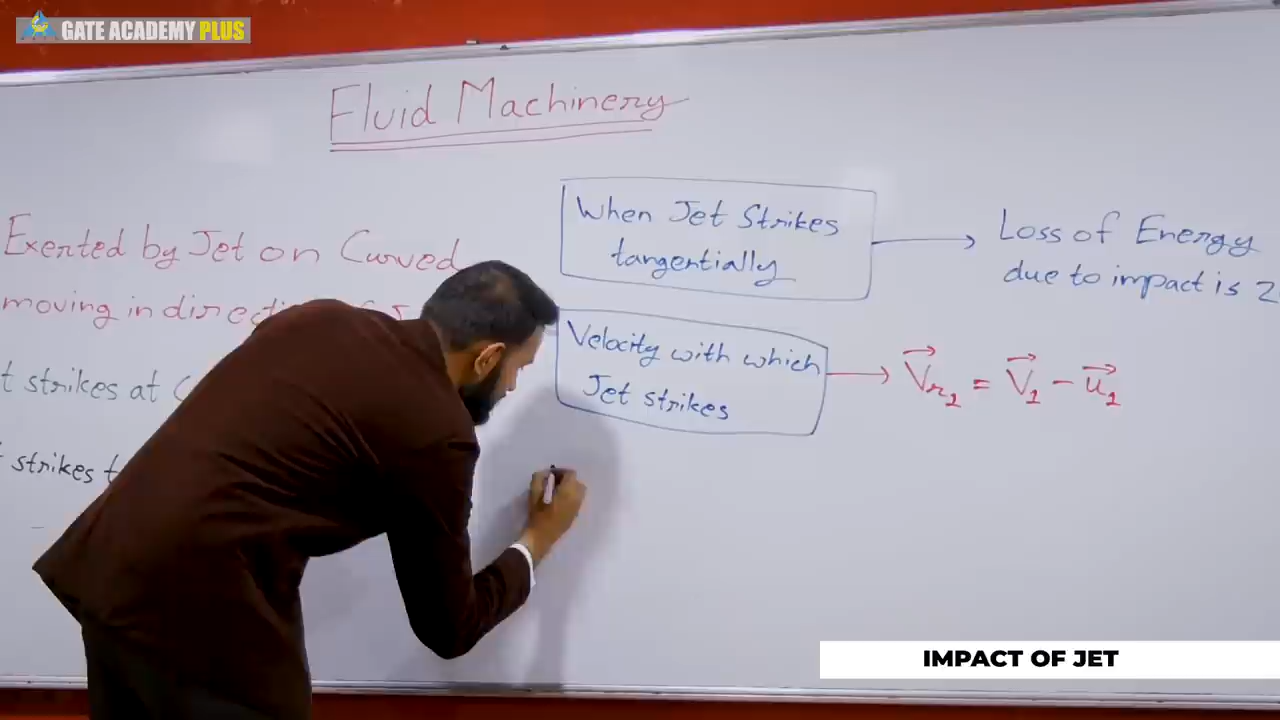 GATE ACADEMY PLUS
Fluid Machinery
Exerted by Jet on Curved
moving in
strikes at
strikes
When Jet Strikes
tangentially
Loss of Energy
due to impact is
Velocity with which
Jet strikes
V⃗r₁ = V⃗₁ - u⃗₁
IMPACT OF JET